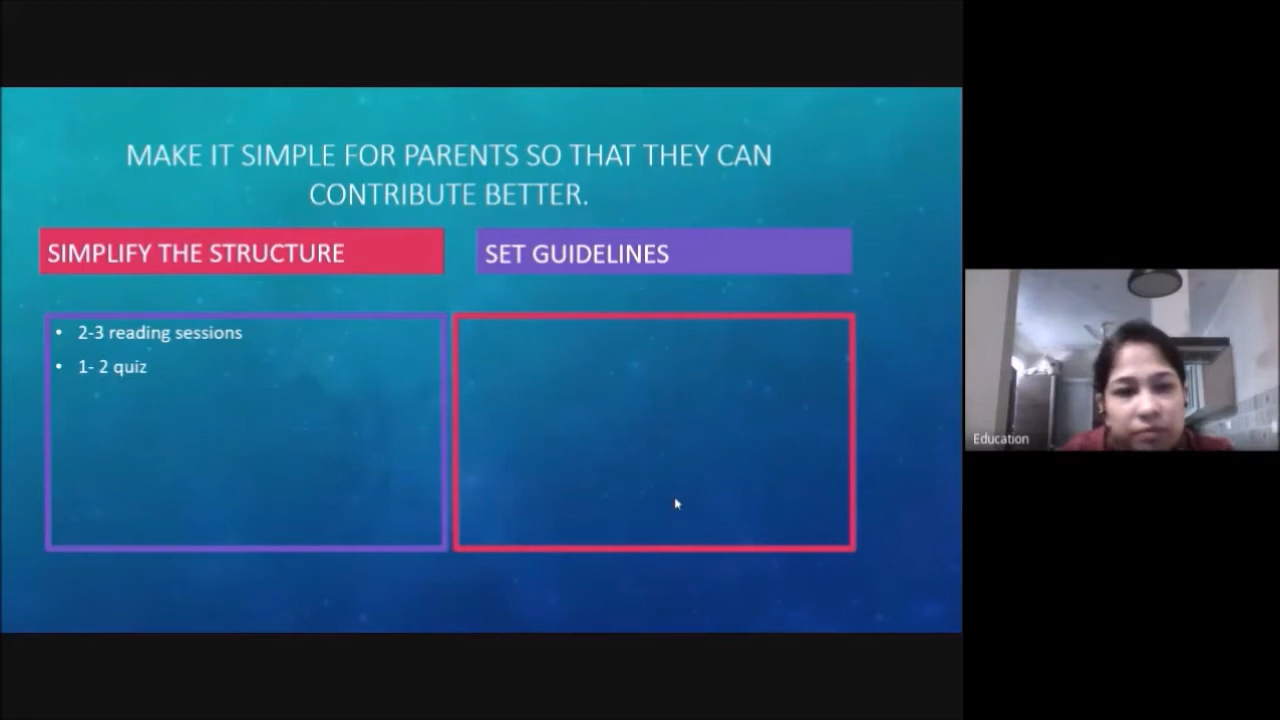 MAKE IT SIMPLE FOR PARENTS SO THAT THEY CAN
CONTRIBUTE BETTER.
SIMPLIFY THE STRUCTURE
SET GUIDELINES
• 2-3 reading sessions
• 1- 2 quiz
Education